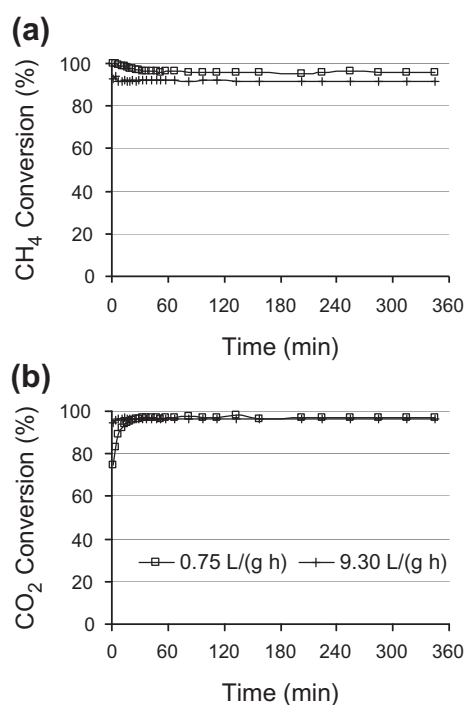 (a)
CH₄ Conversion (%)
100
80
60
40
20
0
0 60 120 180 240 300 360
Time (min)
(b)
CO₂ Conversion (%)
100
80
60
40
20
0
0.75 L/(g h) 9.30 L/(g h)
0 60 120 180 240 300 360
Time (min)